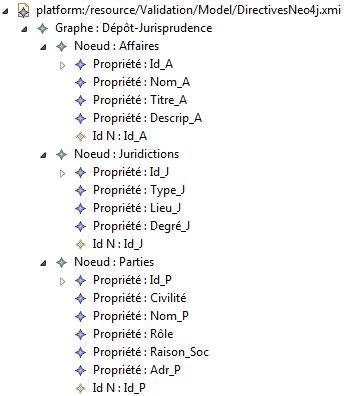 platform:/resource/Validation/Model/DirectivesNeo4j.xmi
Graphe : Dépôt-Jurisprudence
Noeud : Affaires
Propriété : Id_A
Propriété : Nom_A
Propriété : Titre_A
Propriété : Descrip_A
Id N : Id_A
Noeud : Juridictions
Propriété : Id_J
Propriété : Type_J
Propriété : Lieu_J
Propriété : Degré_J
Id N : Id_J
Noeud : Parties
Propriété : Id_P
Propriété : Civilité
Propriété : Nom_P
Propriété : Rôle
Propriété : Raison_Soc
Propriété : Adr_P
Id N : Id_P